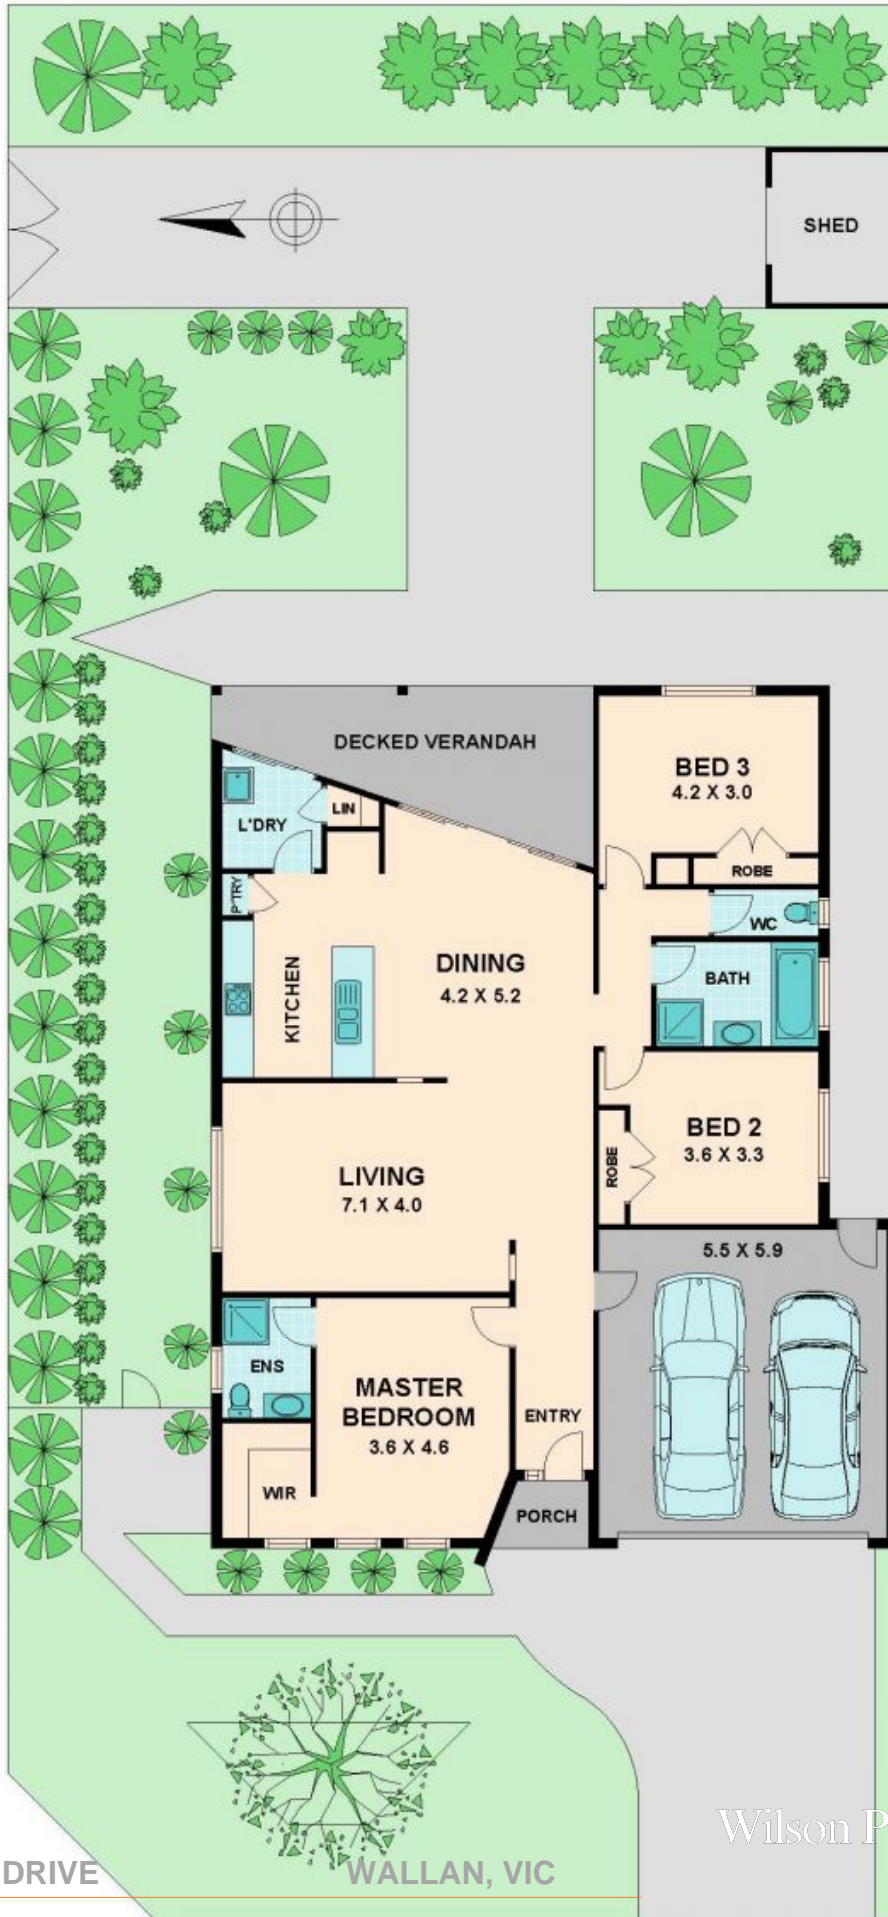 SHED
DECKED VERANDAH
BED 3
4.2 X 3.0
LIN
L'DRY
ROBE
P'TRY
WC
KITCHEN
DINING
4.2 X 5.2
BATH
BED 2
3.6 X 3.3
ROBE
LIVING
7.1 X 4.0
5.5 X 5.9
ENS
MASTER
BEDROOM
3.6 X 4.6
ENTRY
WIR
PORCH
Wilson P
DRIVE WALLAN, VIC